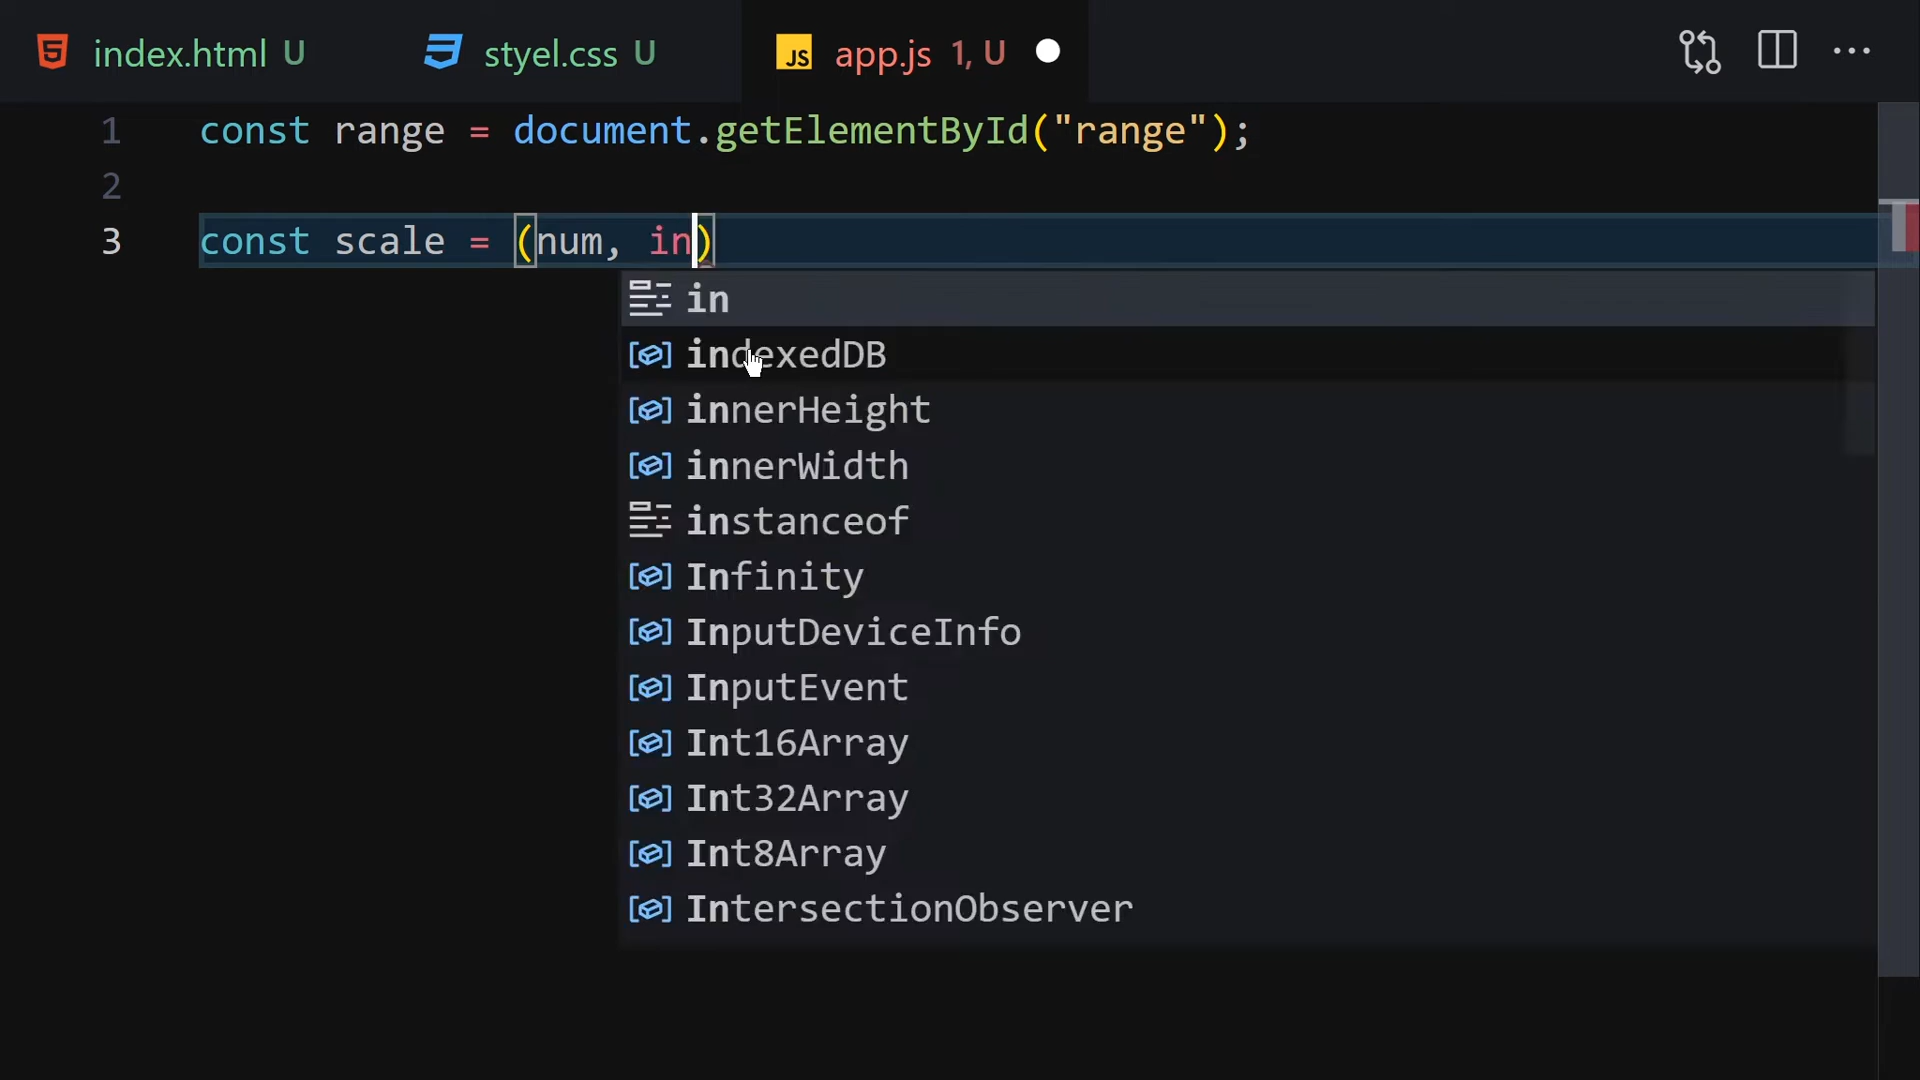 index.html U
styel.css U
JS app.js 1, U
1 const range = document.getElementById("range");
2
3 const scale = (num, in)
in
indexedDB
innerHeight
innerWidth
instanceof
Infinity
InputDeviceInfo
InputEvent
Int16Array
Int32Array
Int8Array
IntersectionObserver